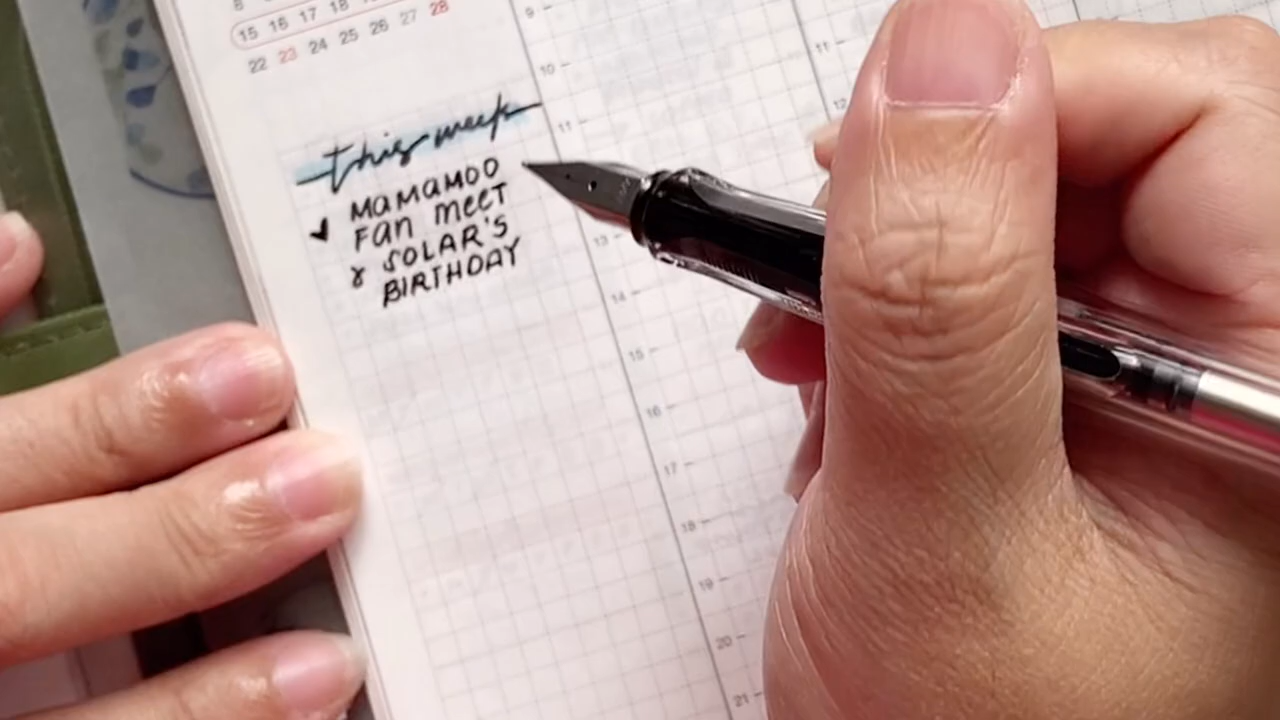 15 16 17 18
22 23 24 25 26 27 28
this week
MAMAMOO
FAN MEET
& SOLAR'S
BIRTHDAY
9
10
11
13
14
15
16
17
18
19
20
21
11
12